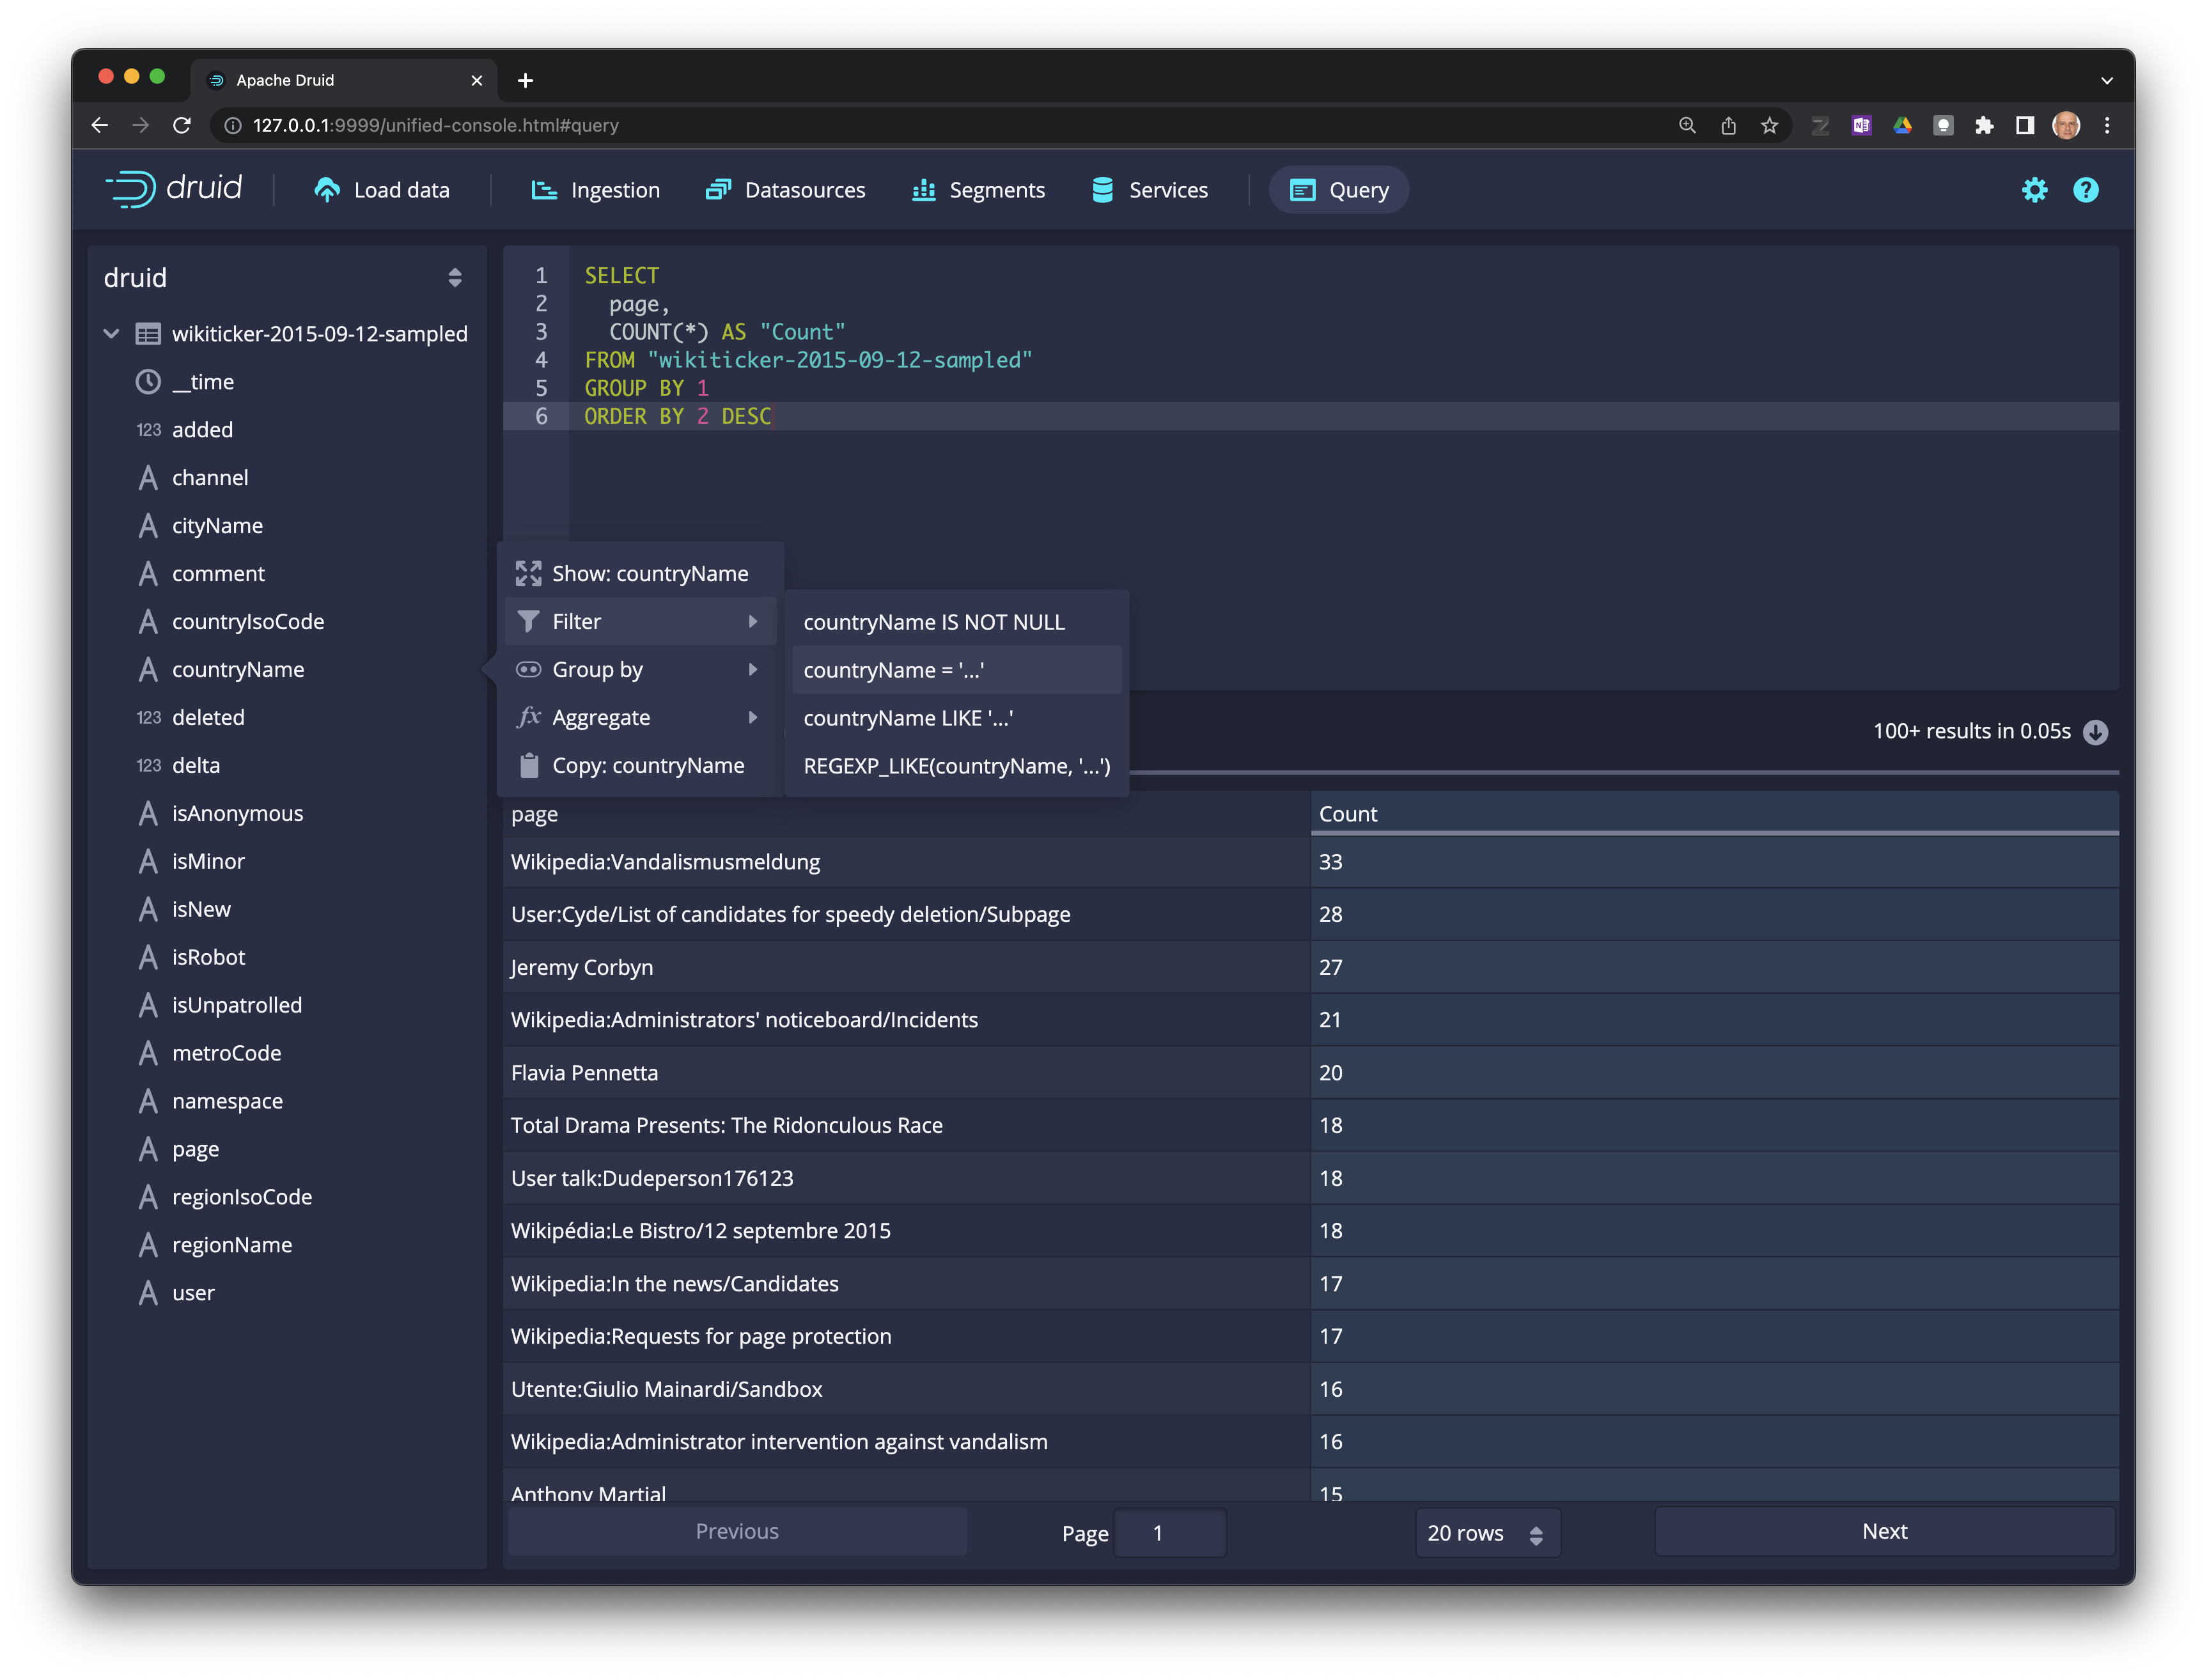 Apache Druid
127.0.0.1:9999/unified-console.html#query
druid Load data Ingestion Datasources Segments Services Query
druid
wikiticker-2015-09-12-sampled
__time
123 added
channel
cityName
comment
countryIsoCode
countryName
123 deleted
123 delta
isAnonymous
isMinor
isNew
isRobot
isUnpatrolled
metroCode
namespace
page
regionIsoCode
regionName
user
1 SELECT
2 page,
3 COUNT(*) AS "Count"
4 FROM "wikiticker-2015-09-12-sampled"
5 GROUP BY 1
6 ORDER BY 2 DESC
Show: countryName
Filter
Group by
Aggregate
Copy: countryName
countryName IS NOT NULL
countryName = '...'
countryName LIKE '...'
REGEXP_LIKE(countryName, '...')
100+ results in 0.05s
page Count
Wikipedia:Vandalismusmeldung 33
User:Cyde/List of candidates for speedy deletion/Subpage 28
Jeremy Corbyn 27
Wikipedia:Administrators' noticeboard/Incidents 21
Flavia Pennetta 20
Total Drama Presents: The Ridonculous Race 18
User talk:Dudeperson176123 18
Wikipédia:Le Bistro/12 septembre 2015 18
Wikipedia:In the news/Candidates 17
Wikipedia:Requests for page protection 17
Utente:Giulio Mainardi/Sandbox 16
Wikipedia:Administrator intervention against vandalism 16
Anthony Martial 15
Previous Page 1 20 rows Next